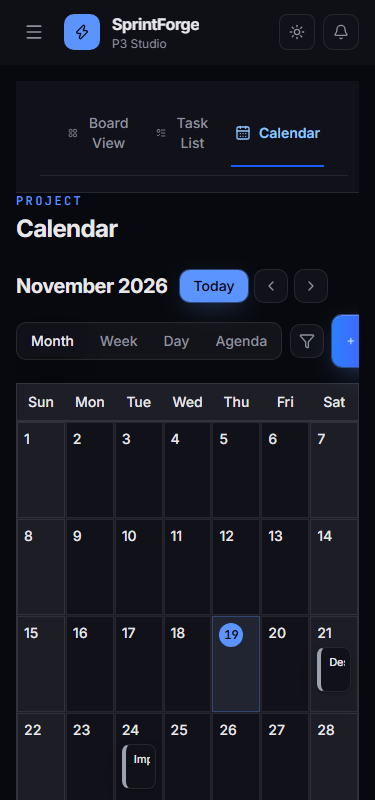 SprintForge
P3 Studio
Board View
Task List
Calendar
PROJECT
Calendar
November 2026
Today
Month Week Day Agenda
+
Sun Mon Tue Wed Thu Fri Sat
1 2 3 4 5 6 7
8 9 10 11 12 13 14
15 16 17 18 19 20 21
22 23 24 25 26 27 28